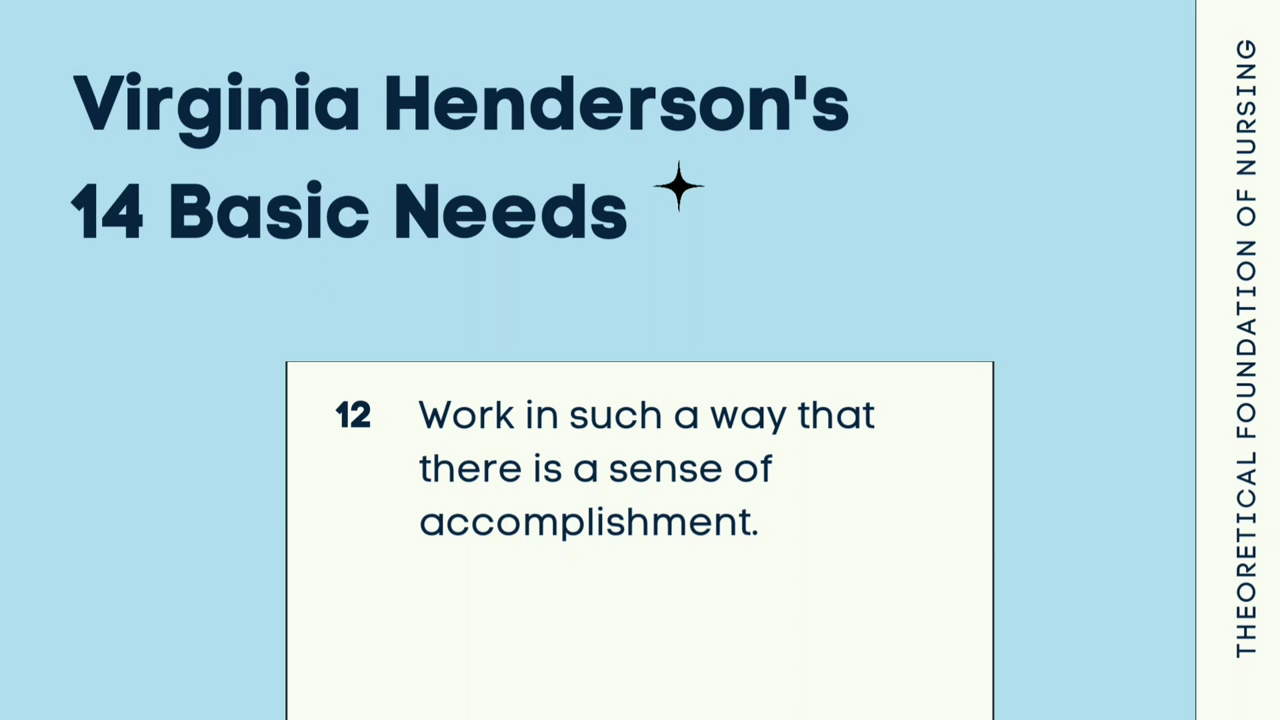 Virginia Henderson's
14 Basic Needs
12 Work in such a way that
there is a sense of
accomplishment.
THEORETICAL FOUNDATION OF NURSING